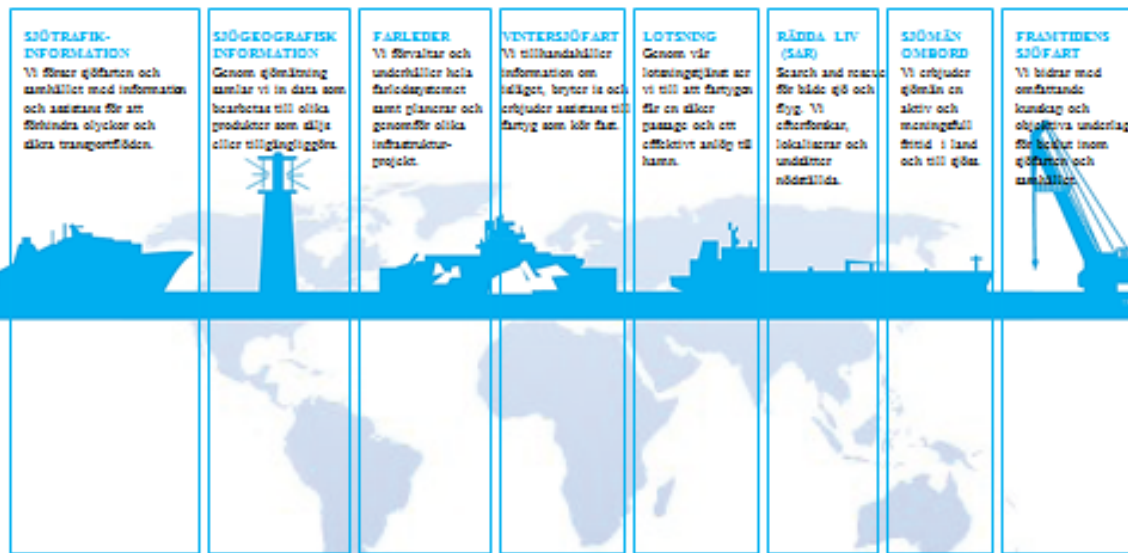 SJÖTRAFIK-
INFORMATION
Vi förser sjöfarten och
samhället med information
och assistans för att
förhindra olyckor och
säkra transportflöden.
SJÖGEOGRAFISK
INFORMATION
Genom sjömätning
samlar vi in data som
bearbetas till olika
produkter som säljs
eller tillgängliggörs.
FARLEDER
Vi förvaltar och
underhåller hela
farledssystemet
samt planerar och
genomför olika
infrastruktur-
projekt.
VINTERSJÖFART
Vi tillhandahåller
information om
isläget, bryter is och
erbjuder assistans till
fartyg som kör fast.
LOTSNING
Genom vår
lotsningstjänst ser
vi till att fartygen
får en säker
passage och ett
effektivt anlöp till
hamn.
RÄDDA LIV
(SAR)
Search and rescue
för både sjö och
flyg. Vi
efterforskar,
lokaliserar och
undsätter
nödställda.
SJÖMÄN
OMBORD
Vi erbjuder
sjömän en
aktiv och
meningsfull
fritid i land
och till sjöss.
FRAMTIDENS
SJÖFART
Vi bidrar med
omfattande
kunskap och
objektiva underlag
för beslut inom
sjöfarten och
samhället.